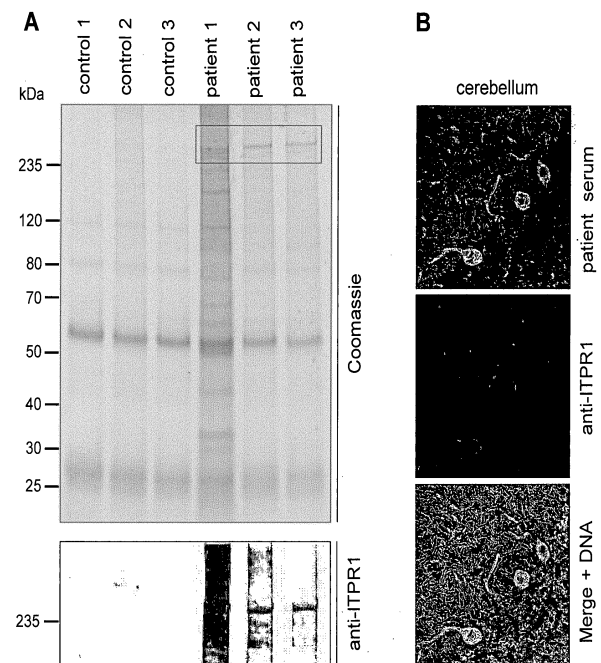 A
control 1
control 2
control 3
patient 1
patient 2
patient 3
kDa
235
120
80
70
50
40
30
25
Coomassie
235
anti-ITPR1
B
cerebellum
patient serum
anti-ITPR1
Merge + DNA